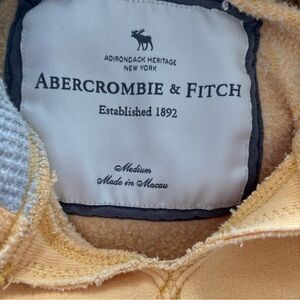 ADIRONDACK HERITAGE
NEW YORK
ABERCROMBIE & FITCH
Established 1892
Medium
Made in Macau